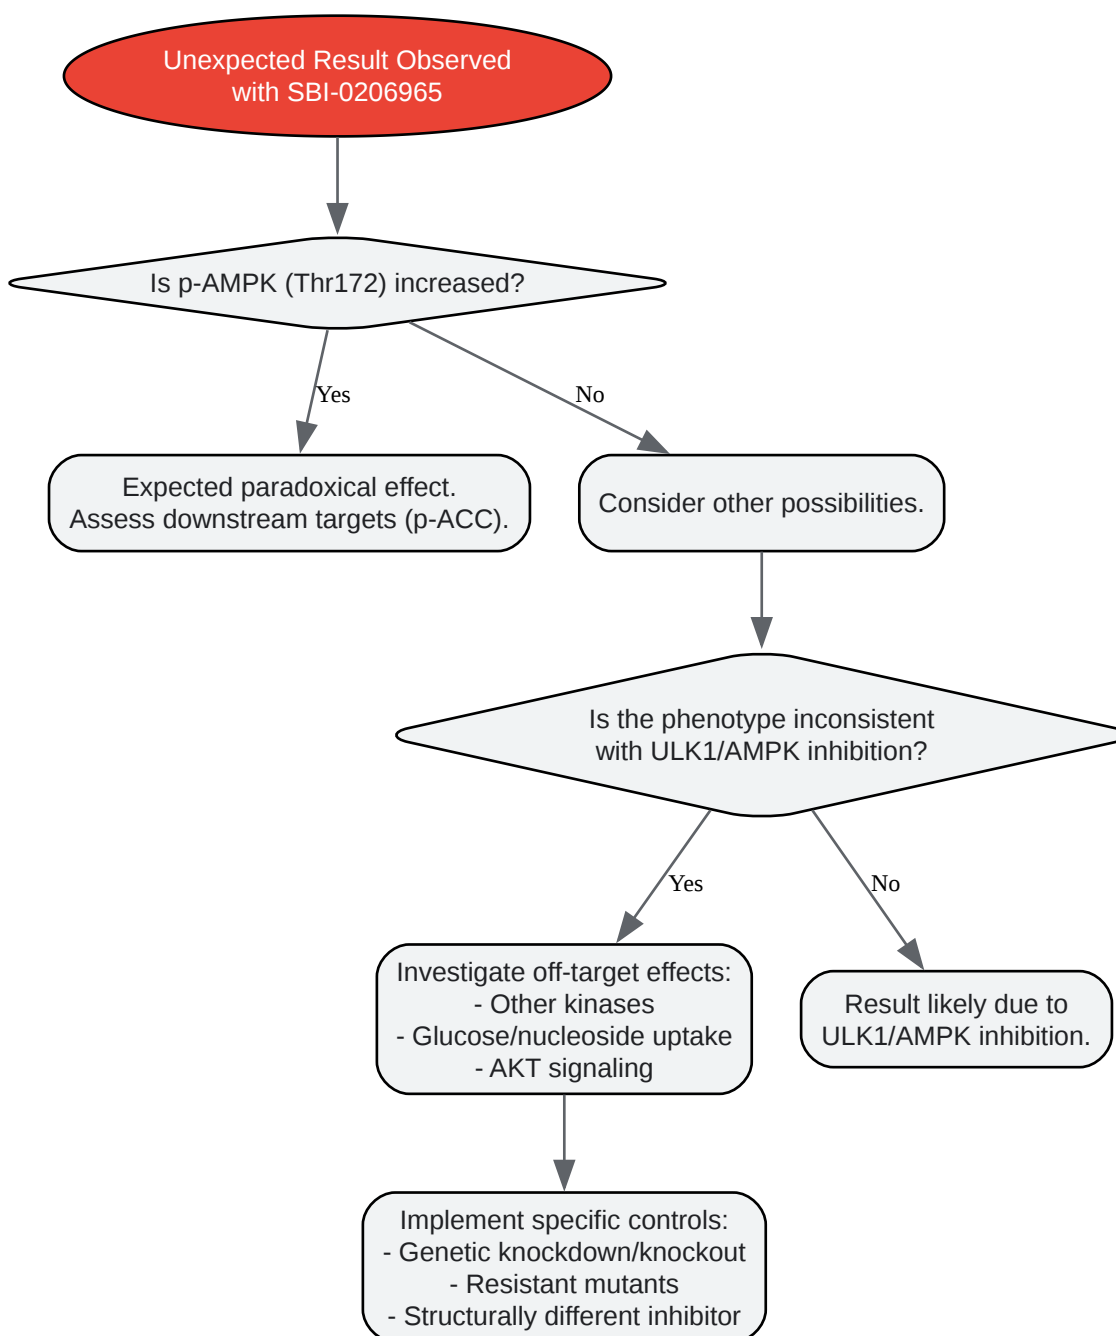 Unexpected Result Observed
with SBI-0206965
Is p-AMPK (Thr172) increased?
Yes
No
Expected paradoxical effect.
Assess downstream targets (p-ACC).
Consider other possibilities.
Is the phenotype inconsistent
with ULK1/AMPK inhibition?
Yes
No
Investigate off-target effects:
- Other kinases
- Glucose/nucleoside uptake
- AKT signaling
Result likely due to
ULK1/AMPK inhibition.
Implement specific controls:
- Genetic knockdown/knockout
- Resistant mutants
- Structurally different inhibitor